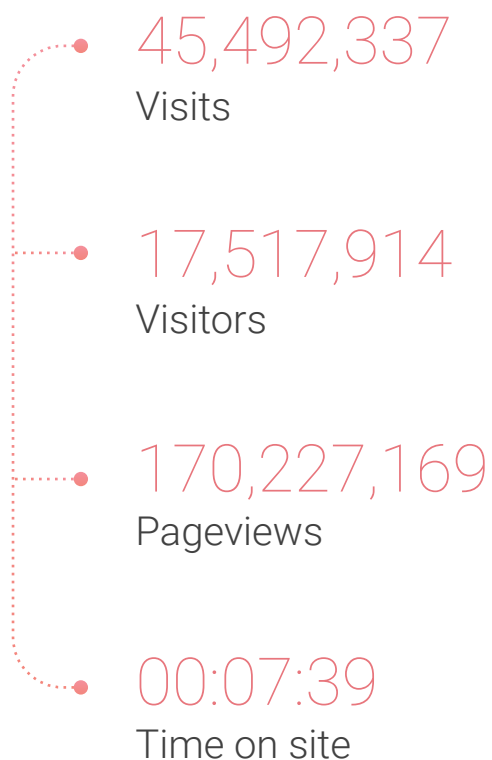 45,492,337
Visits
17,517,914
Visitors
170,227,169
Pageviews
00:07:39
Time on site